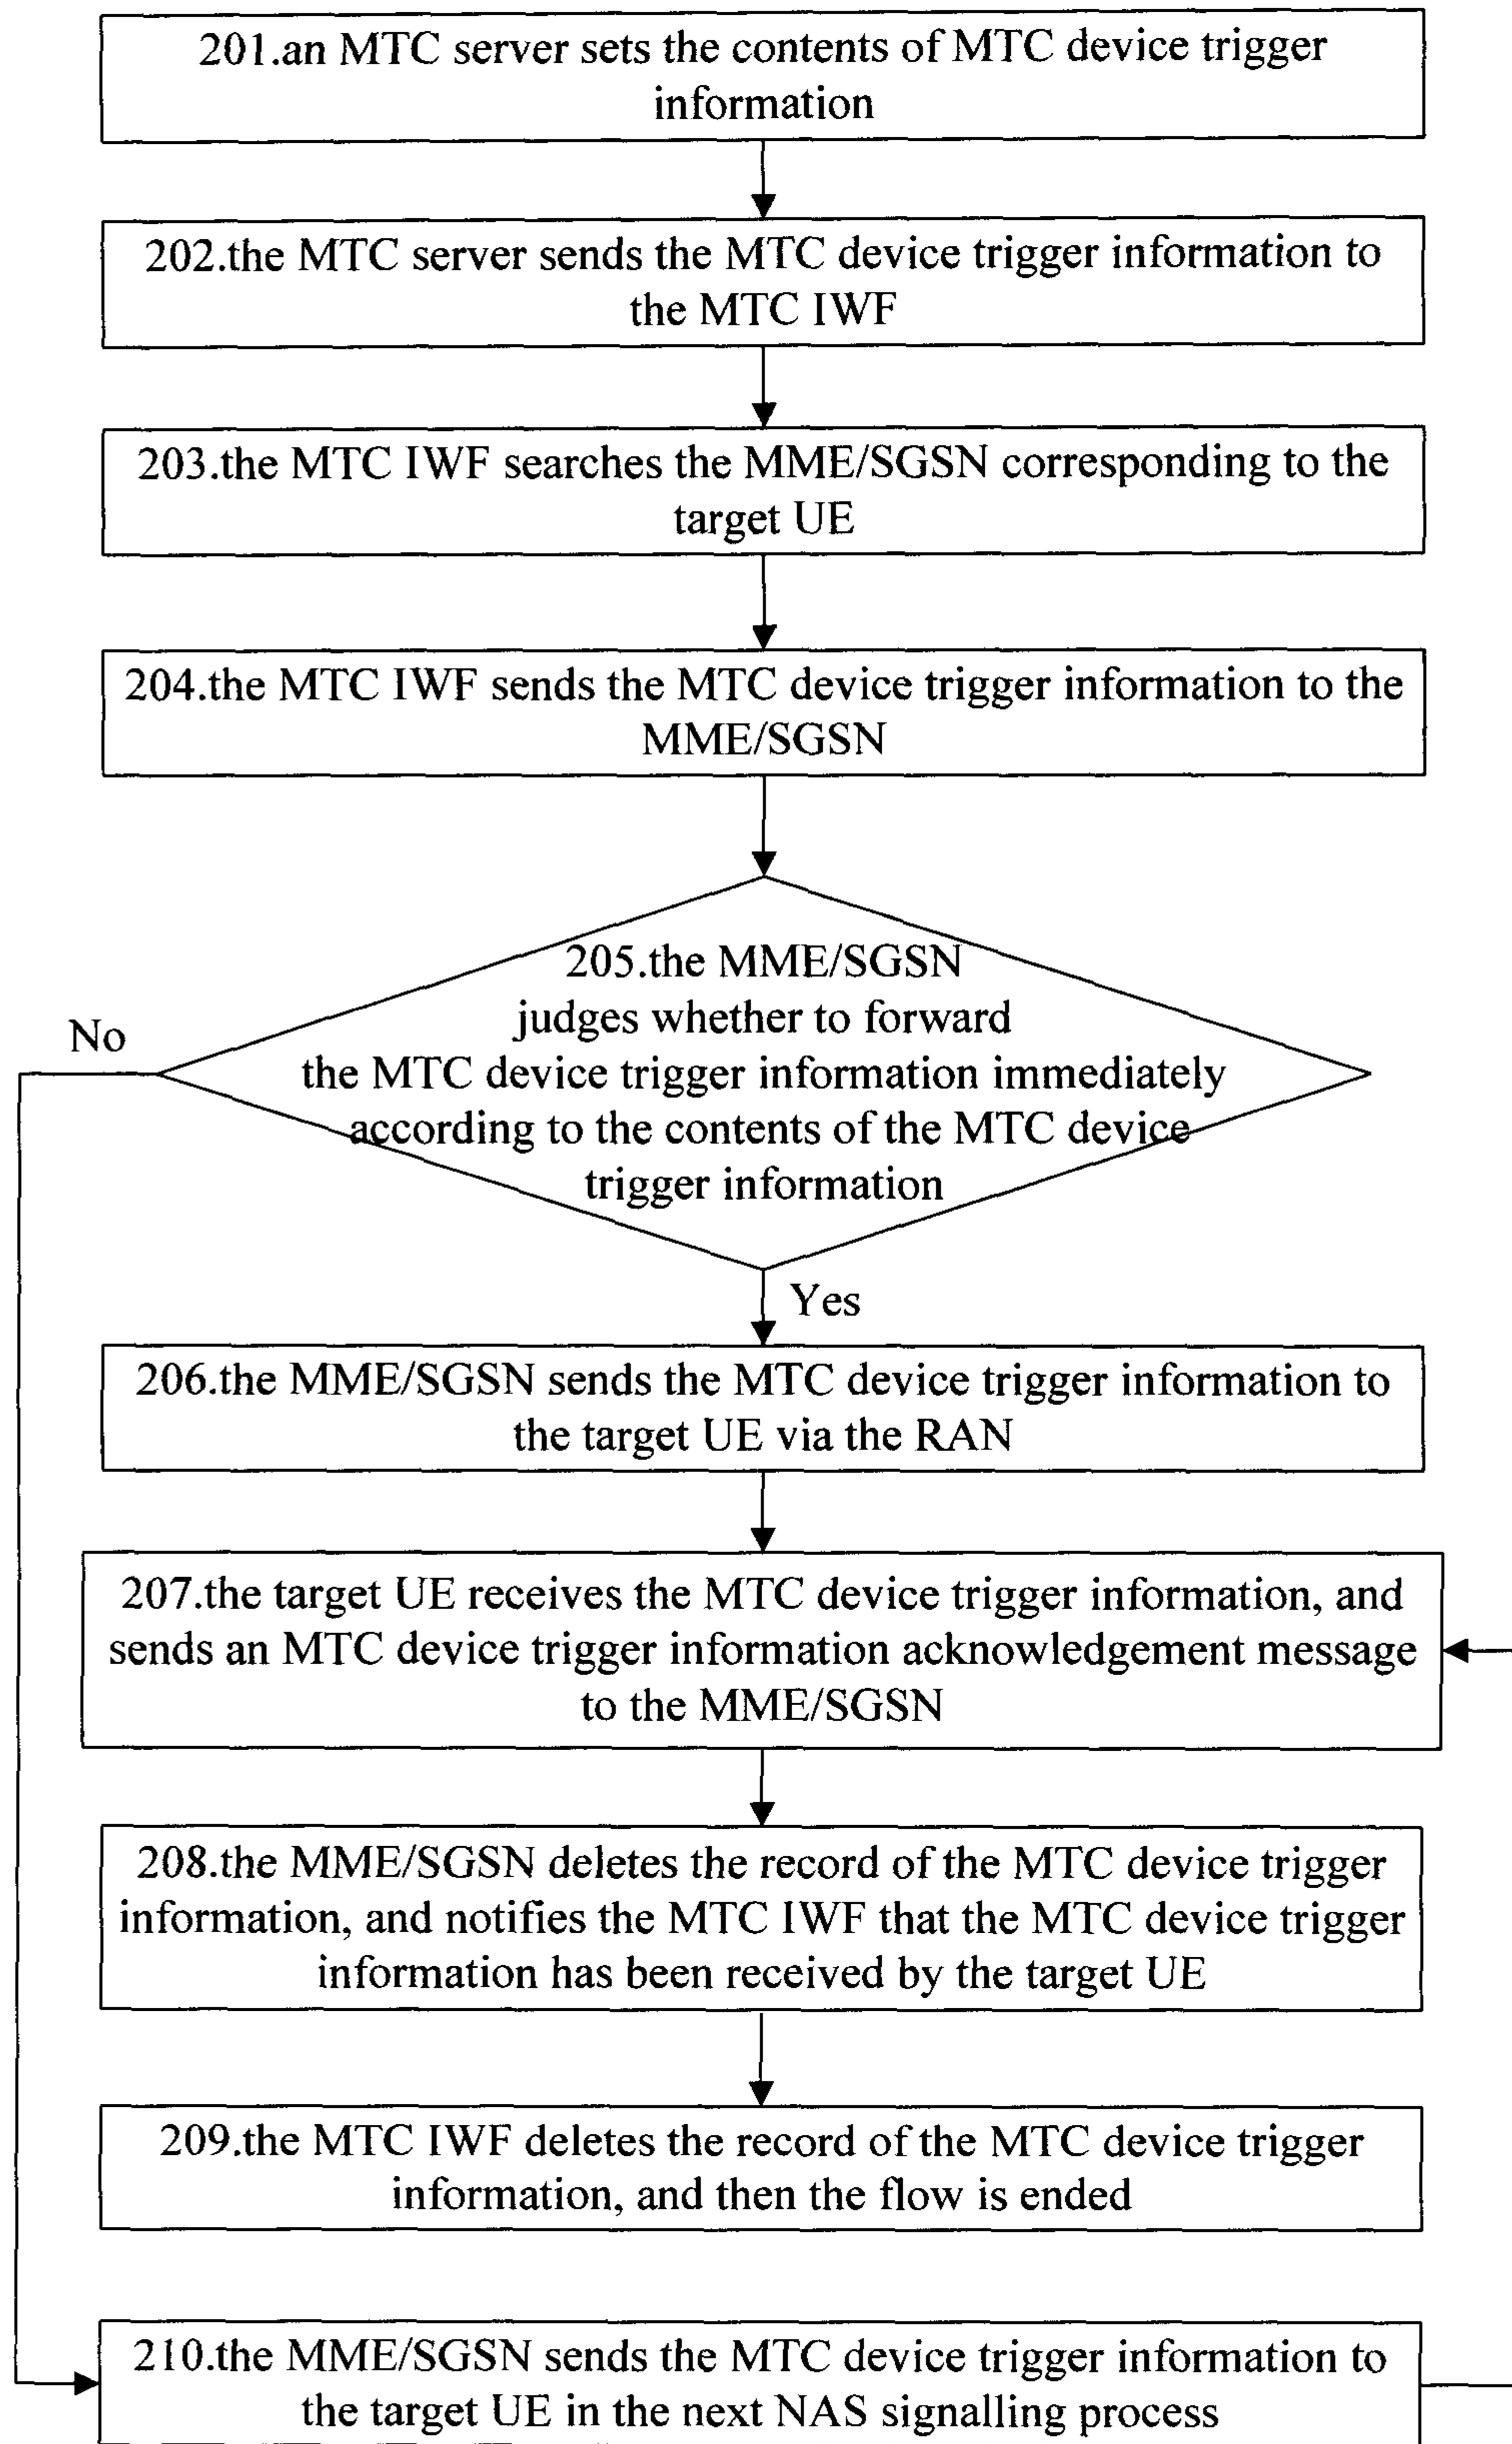 201.an MTC server sets the contents of MTC device trigger
information
202.the MTC server sends the MTC device trigger information to
the MTC IWF
203.the MTC IWF searches the MME/SGSN corresponding to the
target UE
204.the MTC IWF sends the MTC device trigger information to the
MME/SGSN
205.the MME/SGSN
judges whether to forward
the MTC device trigger information immediately
according to the contents of the MTC device
trigger information
No
Yes
206.the MME/SGSN sends the MTC device trigger information to
the target UE via the RAN
207.the target UE receives the MTC device trigger information, and
sends an MTC device trigger information acknowledgement message
to the MME/SGSN
208.the MME/SGSN deletes the record of the MTC device trigger
information, and notifies the MTC IWF that the MTC device trigger
information has been received by the target UE
209.the MTC IWF deletes the record of the MTC device trigger
information, and then the flow is ended
210.the MME/SGSN sends the MTC device trigger information to
the target UE in the next NAS signalling process